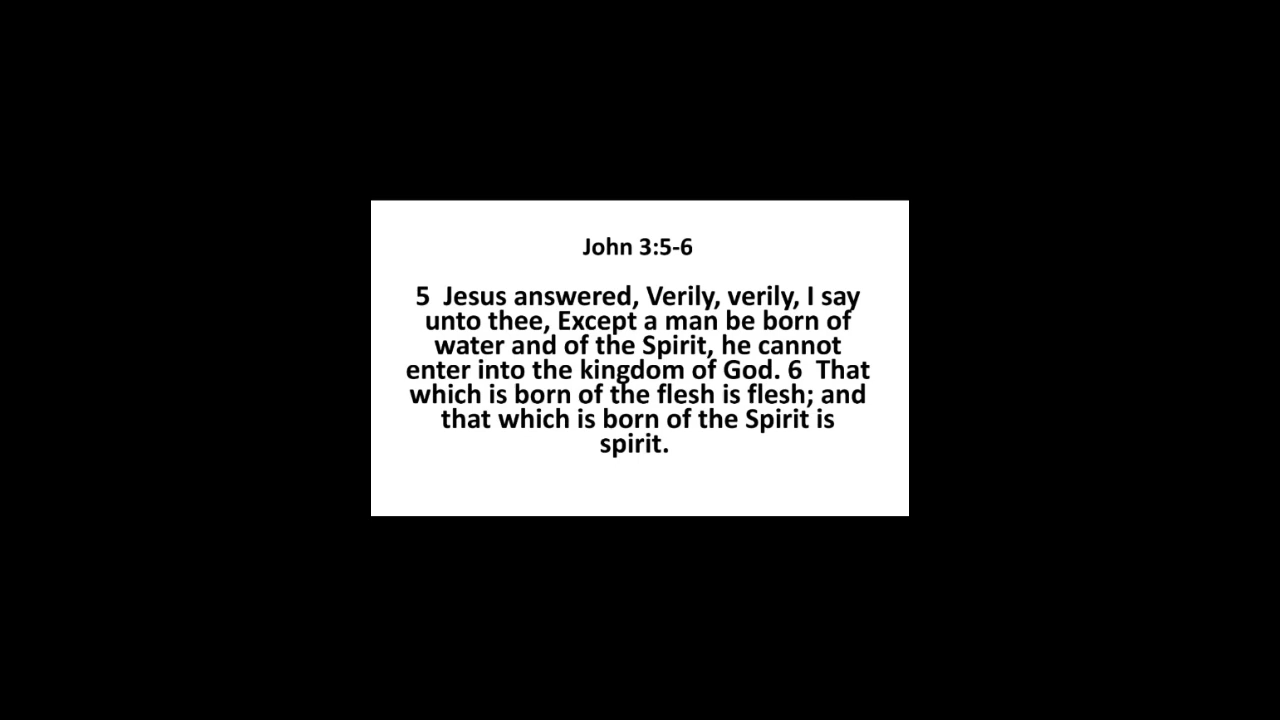 John 3:5-6
5  Jesus answered, Verily, verily, I say
unto thee, Except a man be born of
water and of the Spirit, he cannot
enter into the kingdom of God. 6  That
which is born of the flesh is flesh; and
that which is born of the Spirit is
spirit.